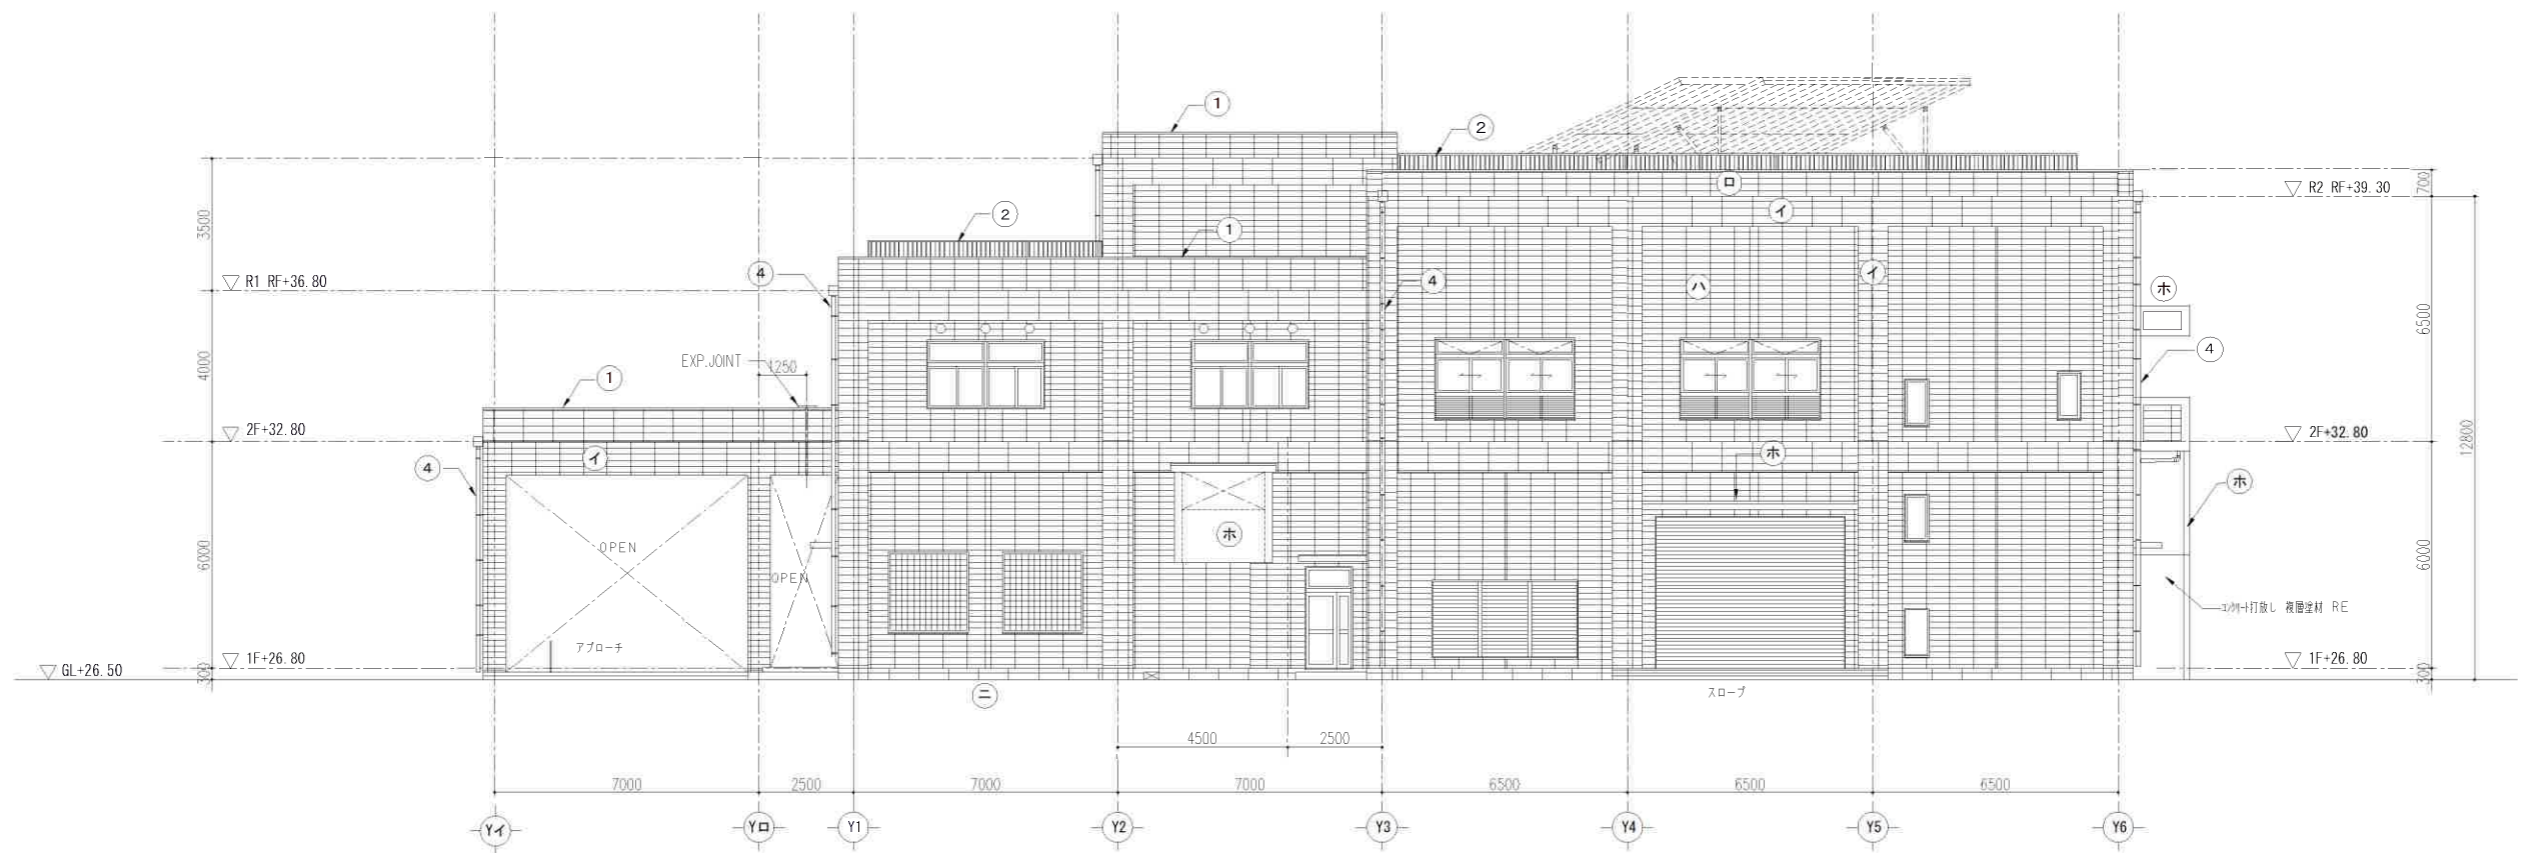 1
2
ロ
700
R2 RF+39.30
イ
2
3500
1
4
R1 RF+36.80
4
イ
ハ
ホ
6500
EXP.JOINT
1250
4000
4
1
2F+32.80
2F+32.80
12800
イ
ホ
4
ホ
ホ
OPEN
6000
6000
OPEN
コンクリート打放し 複層塗材 RE
アプローチ
1F+26.80
1F+26.80
GL+26.50
300
300
ニ
スロープ
4500
2500
7000
2500
7000
7000
6500
6500
6500
Yイ
Yロ
Y1
Y2
Y3
Y4
Y5
Y6